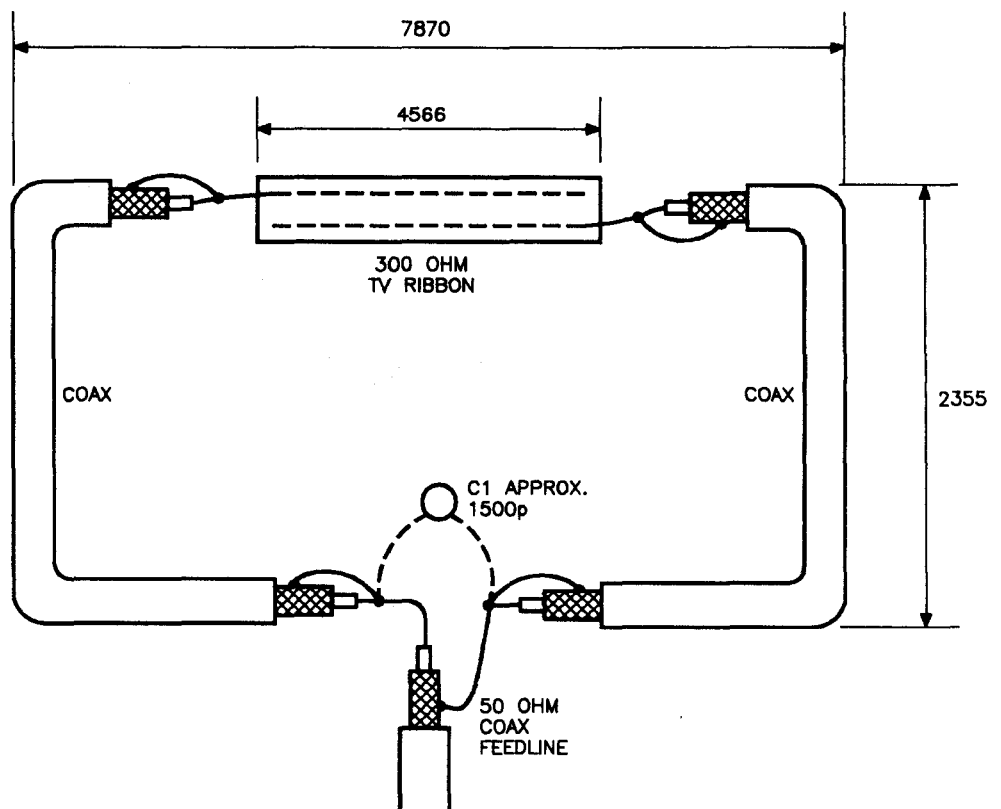 7870
4566
300 OHM
TV RIBBON
COAX
COAX
2355
C1 APPROX.
1500p
50 OHM
COAX
FEEDLINE